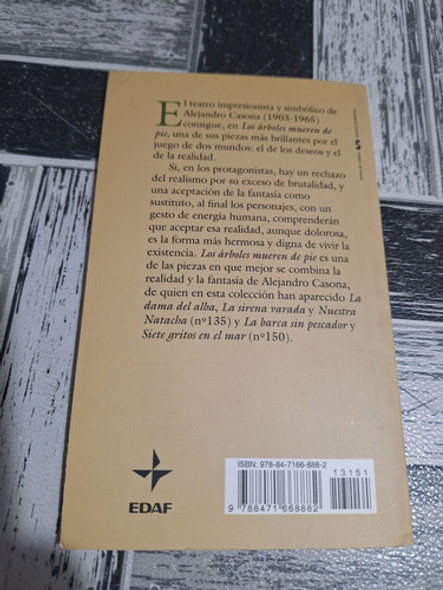 El teatro impresionista y simbólico de
Alejandro Casona (1903-1965)
consigue, en Los árboles mueren de
pie, una de sus piezas más brillantes por el
juego de dos mundos: el de los deseos y el
de la realidad.
Si, en los protagonistas, hay un rechazo
del realismo por su exceso de brutalidad, y
una aceptación de la fantasía como
sustituto, al final los personajes, con un
gesto de energía humana, comprenderán
que aceptar esa realidad, aunque dolorosa,
es la forma más hermosa y digna de vivir la
existencia. Los árboles mueren de pie es una
de las piezas en que mejor se combina la
realidad y la fantasía de Alejandro Casona,
de quien en esta colección han aparecido La
dama del alba, La sirena varada y Nuestra
Natacha (nº135) y La barca sin pescador y
Siete gritos en el mar (nº150).
ISBN: 978-84-7166-888-2
13151
9 788471 668882
EDAF